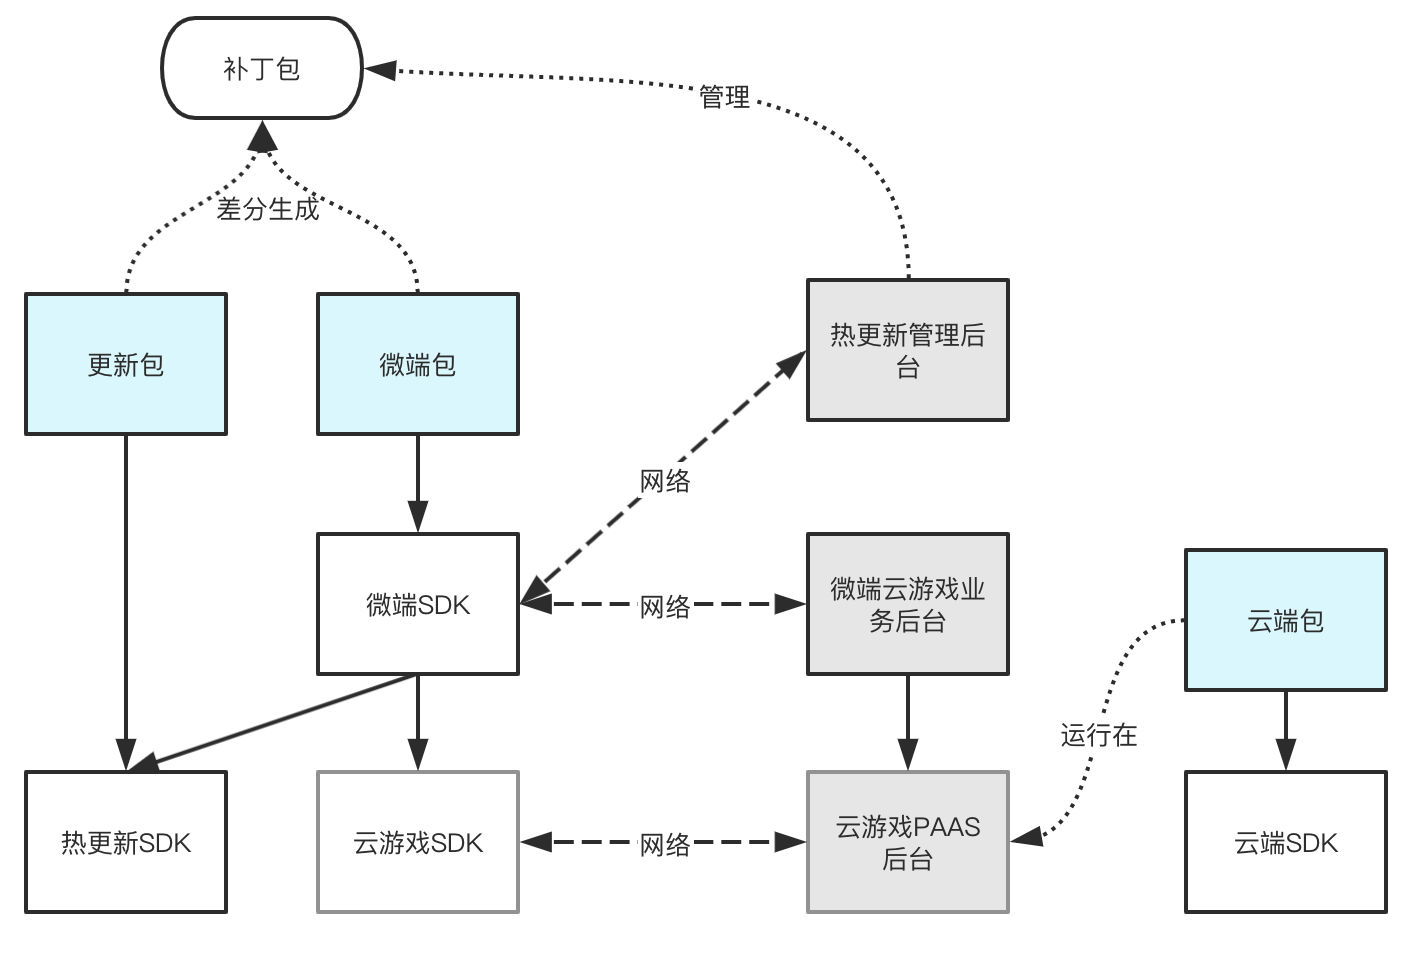 补丁包
管理
差分生成
更新包
微端包
热更新管理后
台
网络
微端SDK
网络
微端云游戏业
务后台
云端包
运行在
热更新SDK
云游戏SDK
网络
云游戏PAAS
后台
云端SDK